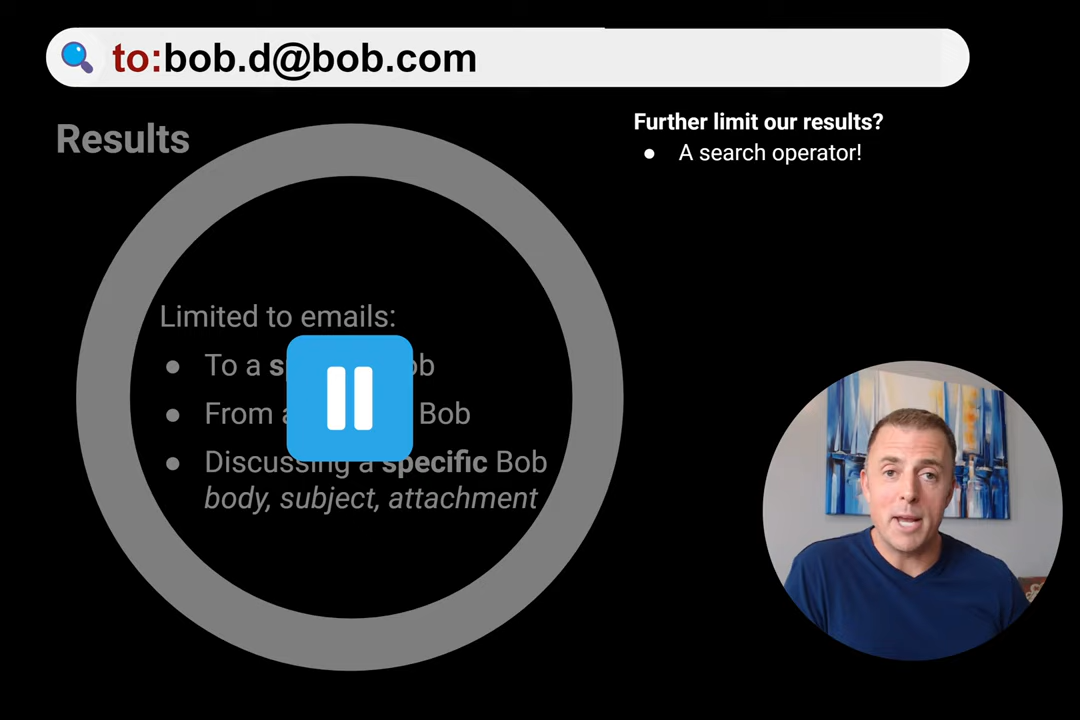 to:bob.d@bob.com
Results
Further limit our results?
● A search operator!
Limited to emails:
● To a
● From Bob
● Discussing a specific Bob
body, subject, attachment